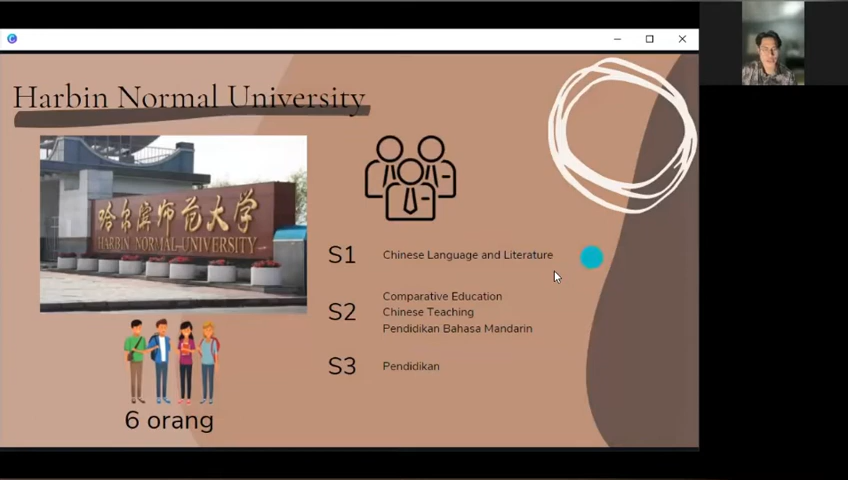 Harbin Normal University
哈尔滨师范大学
HARBIN NORMAL UNIVERSITY
6 orang
S1
Chinese Language and Literature
S2
Comparative Education
Chinese Teaching
Pendidikan Bahasa Mandarin
S3
Pendidikan